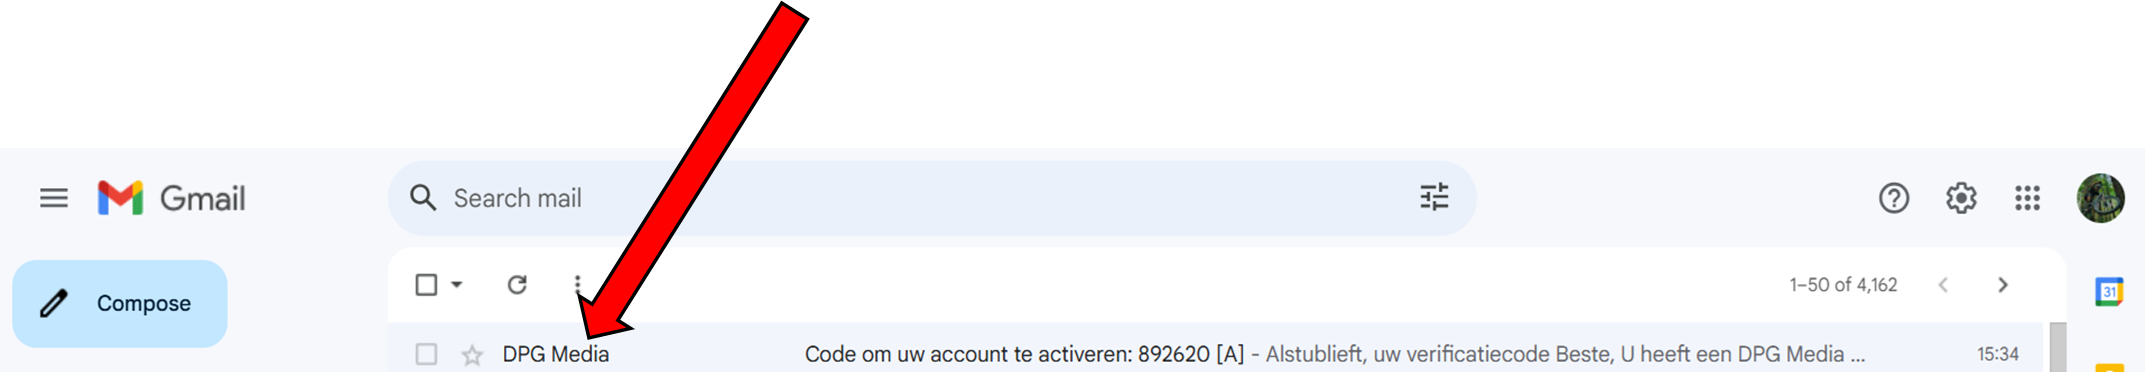 Gmail
Search mail
Compose
1–50 of 4,162
31
DPG Media Code om uw account te activeren: 892620 [A] - Alstublieft, uw verificatiecode Beste, U heeft een DPG Media ... 15:34